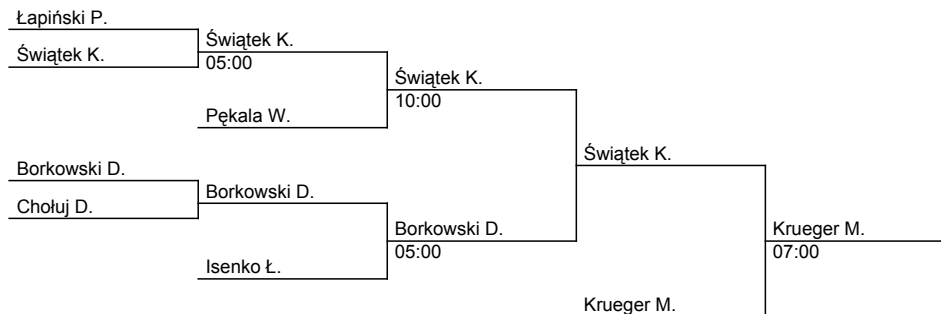 Łapiński P.
Świątek K.
Świątek K.
05:00
Świątek K.
10:00
Pękala W.
Świątek K.
Borkowski D.
Borkowski D.
Chołuj D.
Borkowski D.
05:00
Krueger M.
07:00
Isenko Ł.
Krueger M.